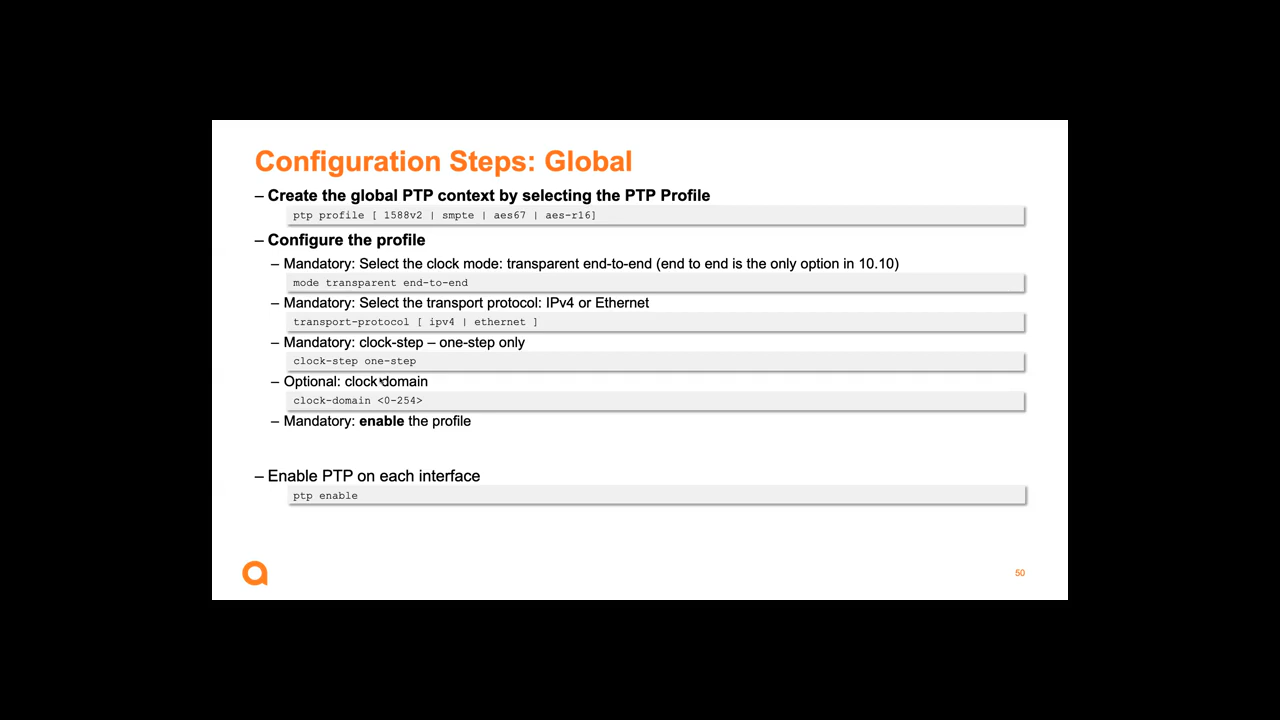 Configuration Steps: Global
– Create the global PTP context by selecting the PTP Profile
ptp profile [ 1588v2 | smpte | aes67 | aes-r16]
– Configure the profile
– Mandatory: Select the clock mode: transparent end-to-end (end to end is the only option in 10.10)
mode transparent end-to-end
– Mandatory: Select the transport protocol: IPv4 or Ethernet
transport-protocol [ ipv4 | ethernet ]
– Mandatory: clock-step – one-step only
clock-step one-step
– Optional: clock-domain
clock-domain <0-254>
– Mandatory: enable the profile
– Enable PTP on each interface
ptp enable
50